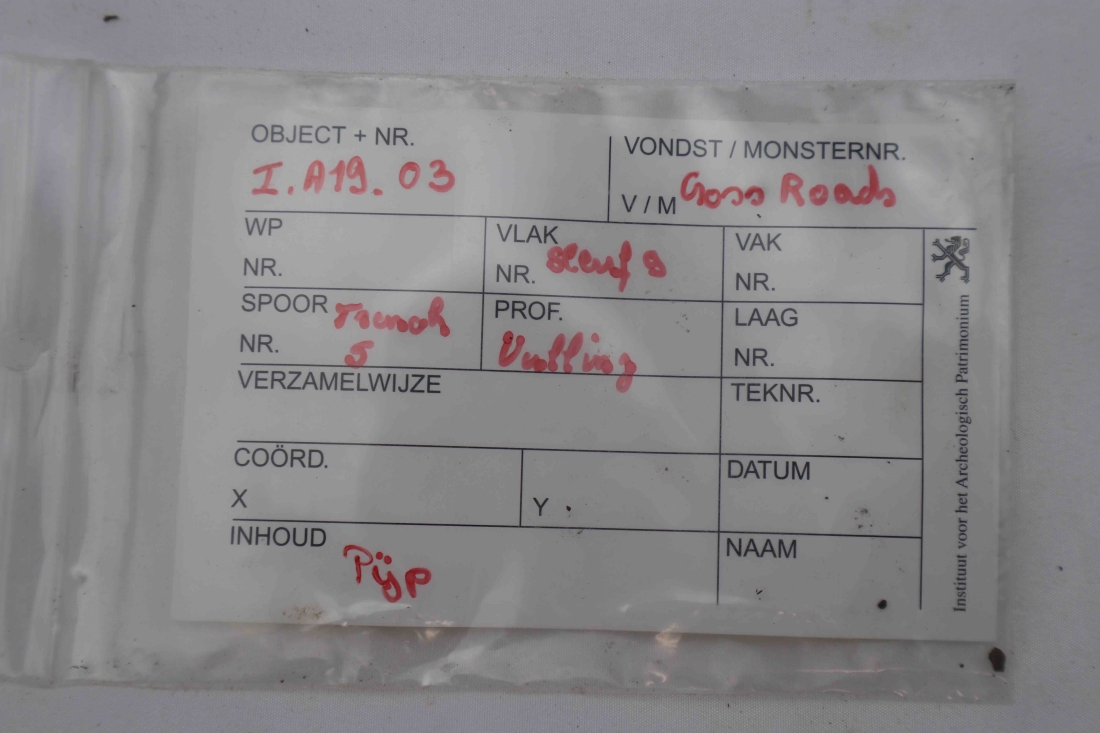 OBJECT + NR.
I.A19.03
VONDST / MONSTERNR.
V / M Cross Roads
WP
NR.
VLAK
NR. sleuf 8
VAK
NR.
SPOOR Trench
NR. 5
PROF.
Vulling
LAAG
NR.
VERZAMELWIJZE
TEKNR.
COÖRD.
X
Y
DATUM
INHOUD
Pijp
NAAM
Instituut voor het Archeologisch Patrimonium